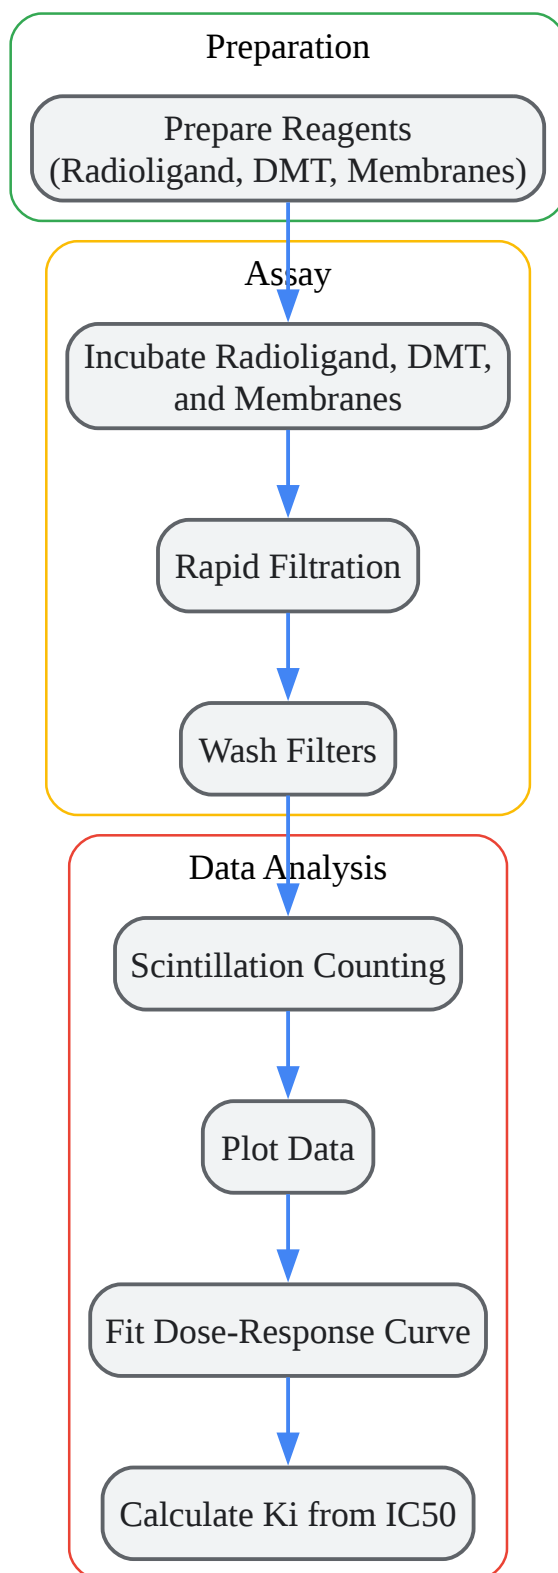 Preparation
Prepare Reagents
(Radioligand, DMT, Membranes)
Assay
Incubate Radioligand, DMT,
and Membranes
Rapid Filtration
Wash Filters
Data Analysis
Scintillation Counting
Plot Data
Fit Dose-Response Curve
Calculate Ki from IC50